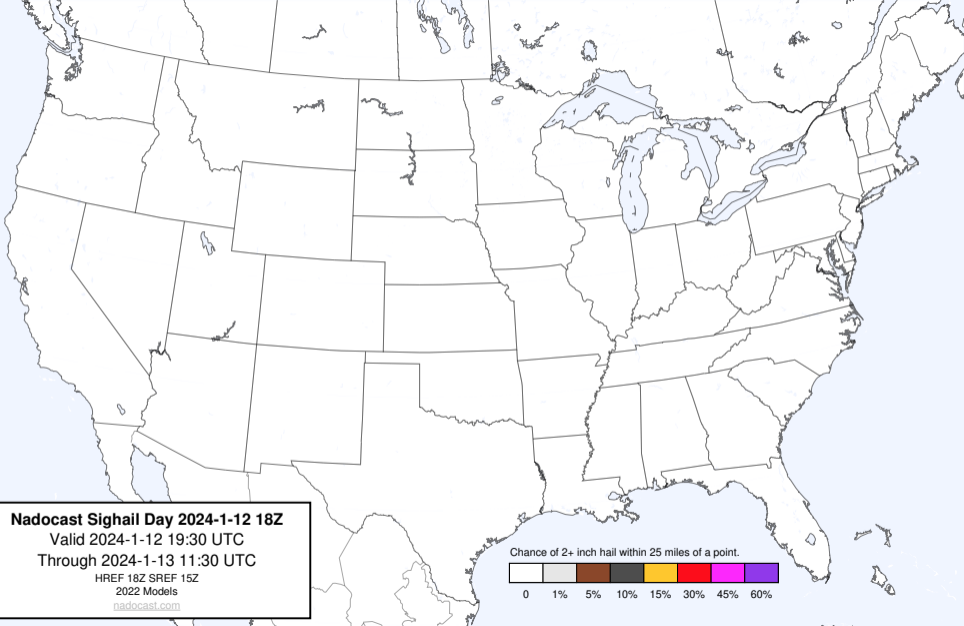 Nadocast Sighail Day 2024-1-12 18Z
Valid 2024-1-12 19:30 UTC
Through 2024-1-13 11:30 UTC
HREF 18Z SREF 15Z
2022 Models
nadocast.com
Chance of 2+ inch hail within 25 miles of a point.
0 1% 5% 10% 15% 30% 45% 60%